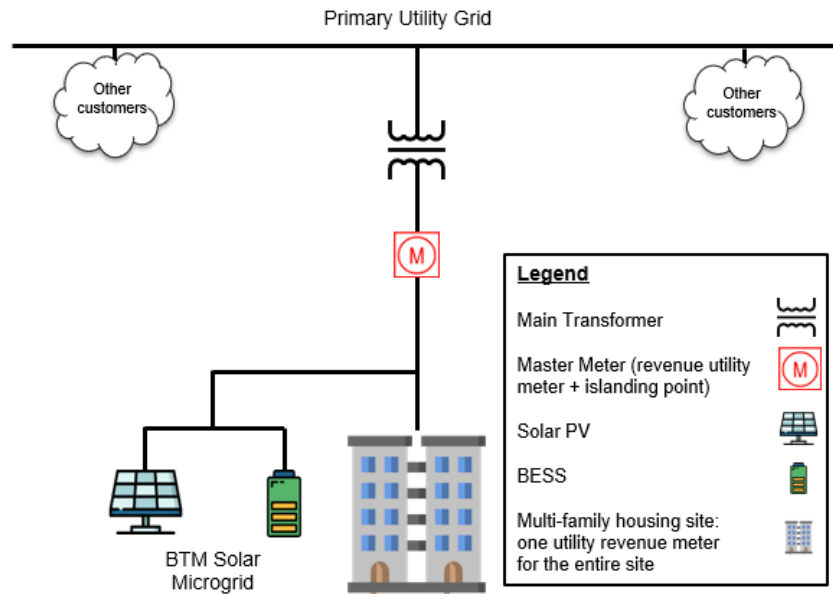 Primary Utility Grid
Other
customers
Other
customers
M
Legend
Main Transformer
Master Meter (revenue utility
meter + islanding point)
M
Solar PV
BESS
Multi-family housing site:
one utility revenue meter
for the entire site
BTM Solar
Microgrid